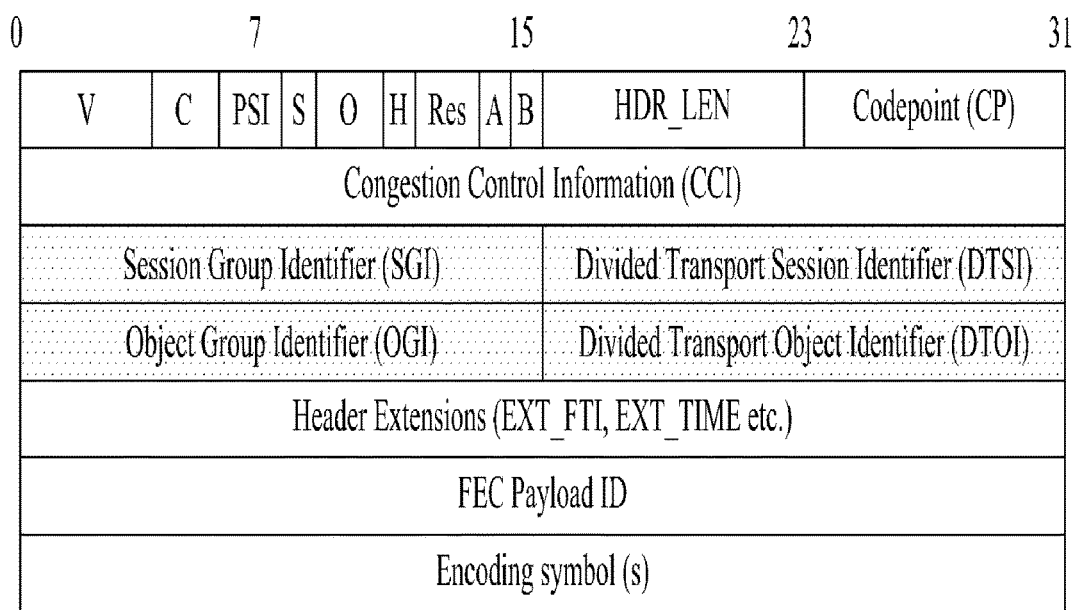 0 7 15 23 31
V C PSI S O H Res A B HDR_LEN Codepoint (CP)
Congestion Control Information (CCI)
Session Group Identifier (SGI) Divided Transport Session Identifier (DTSI)
Object Group Identifier (OGI) Divided Transport Object Identifier (DTOI)
Header Extensions (EXT_FTI, EXT_TIME etc.)
FEC Payload ID
Encoding symbol (s)